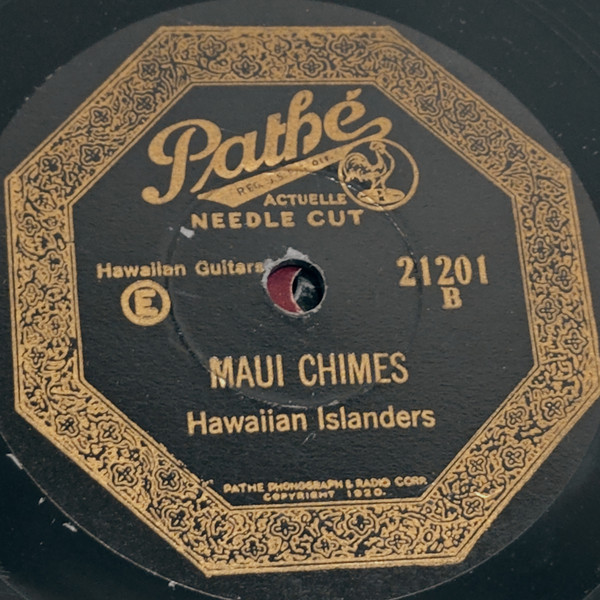 Pathé
REG. U.S. PAT. OFF.
ACTUELLE
NEEDLE CUT
Hawaiian Guitars
E
21201
B
MAUI CHIMES
Hawaiian Islanders
PATHE PHONOGRAPH & RADIO CORP.
COPYRIGHT 1920.